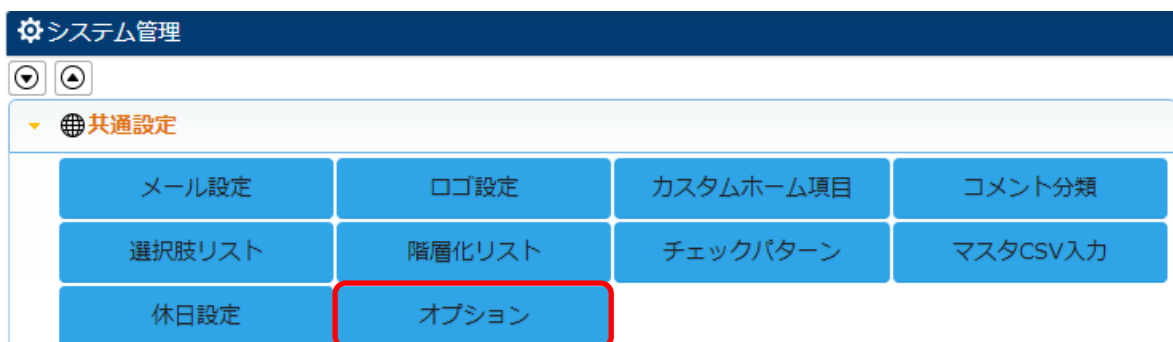 システム管理
共通設定
メール設定 ロゴ設定 カスタムホーム項目 コメント分類
選択肢リスト 階層化リスト チェックパターン マスタCSV入力
休日設定 オプション